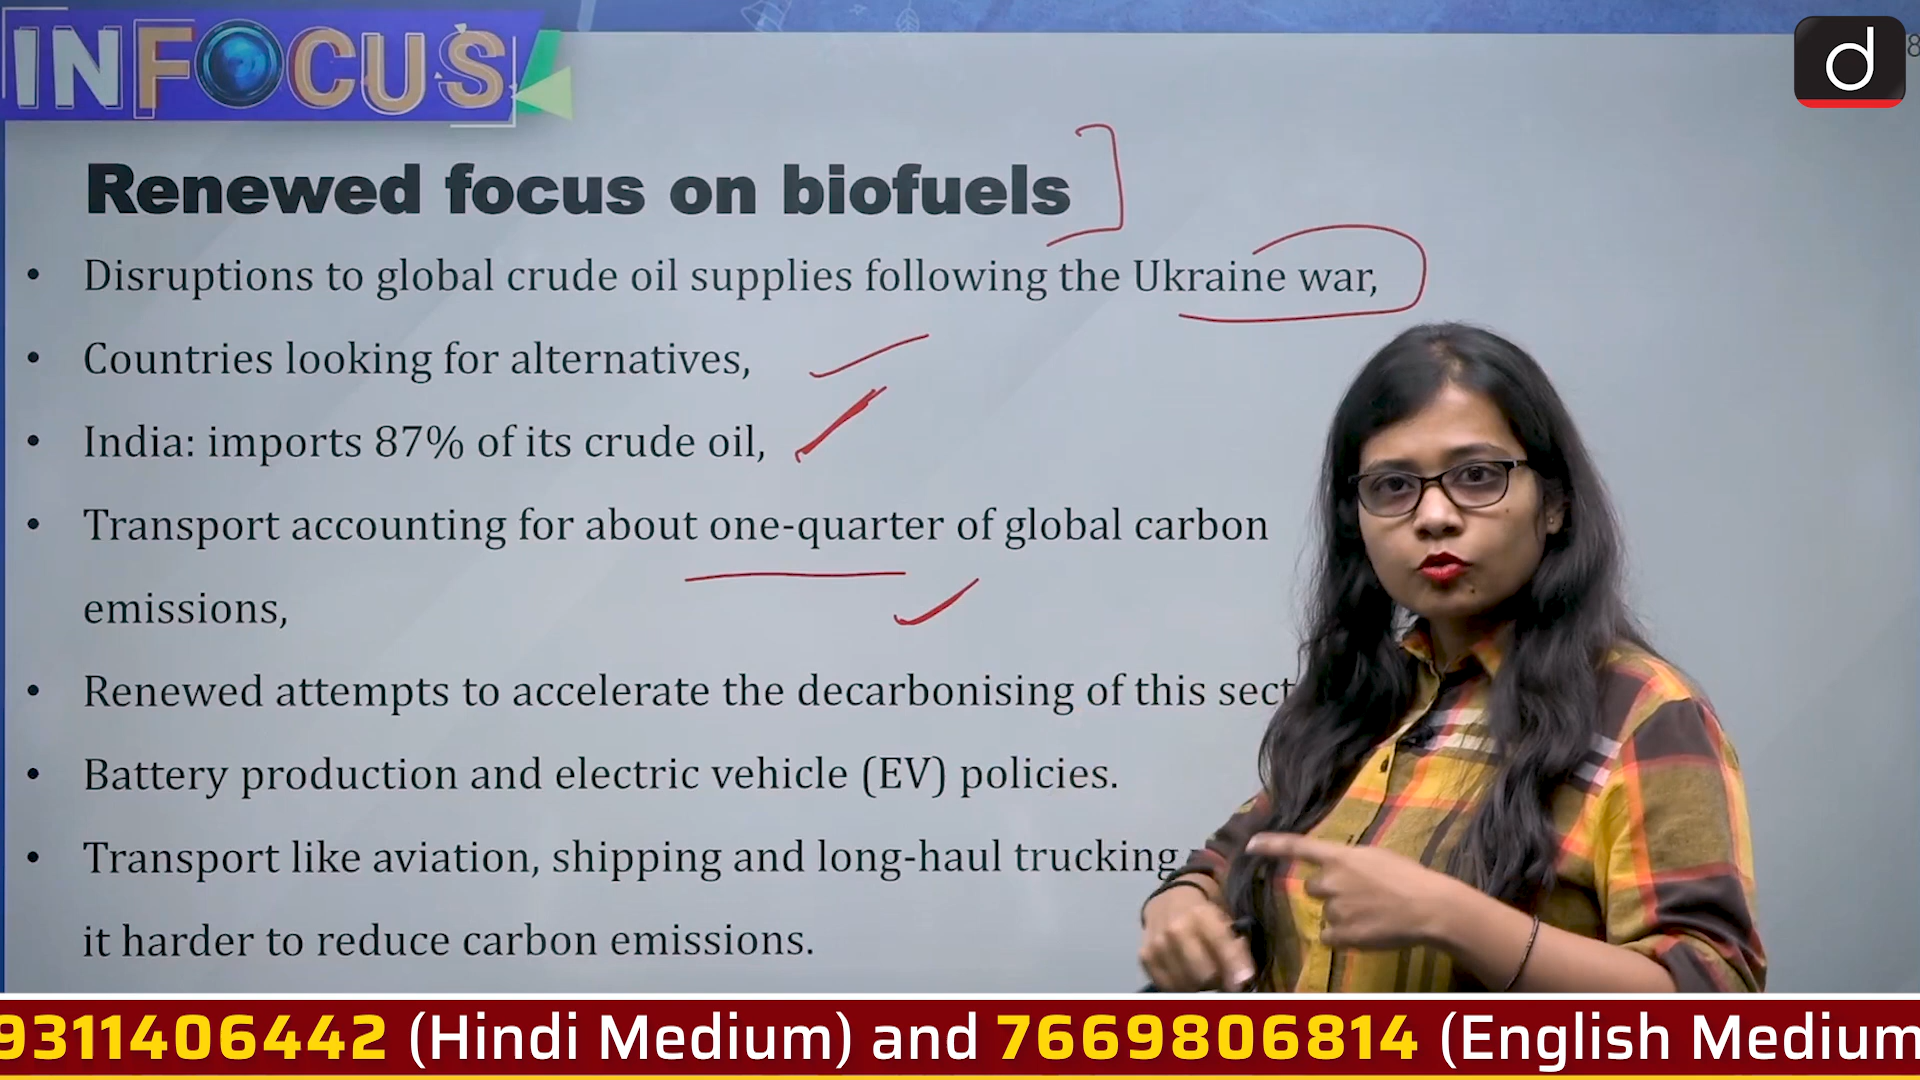 INFOCUS
d
8
Renewed focus on biofuels
• Disruptions to global crude oil supplies following the Ukraine war,
• Countries looking for alternatives,
• India: imports 87% of its crude oil,
• Transport accounting for about one-quarter of global carbon
emissions,
• Renewed attempts to accelerate the decarbonising of this sect
• Battery production and electric vehicle (EV) policies.
• Transport like aviation, shipping and long-haul trucking
it harder to reduce carbon emissions.
9311406442 (Hindi Medium) and 7669806814 (English Medium